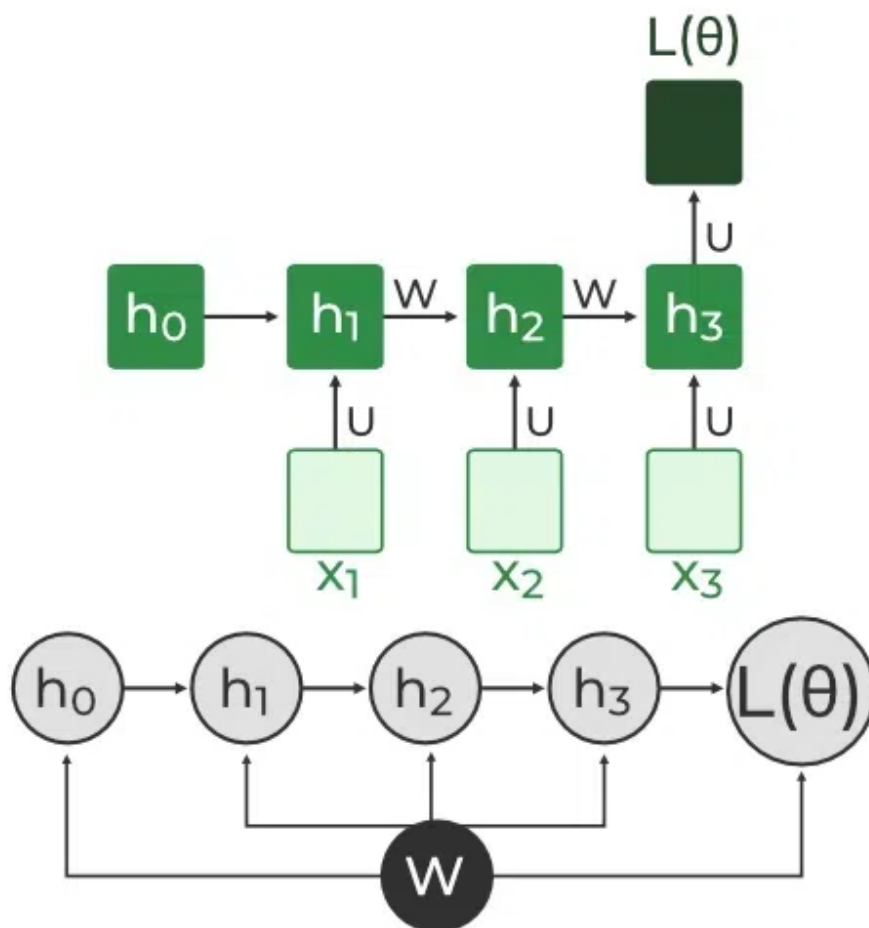 L(θ)
U
h₀ h₁ W h₂ W h₃
U U U
x₁ x₂ x₃
h₀ h₁ h₂ h₃ L(θ)
W